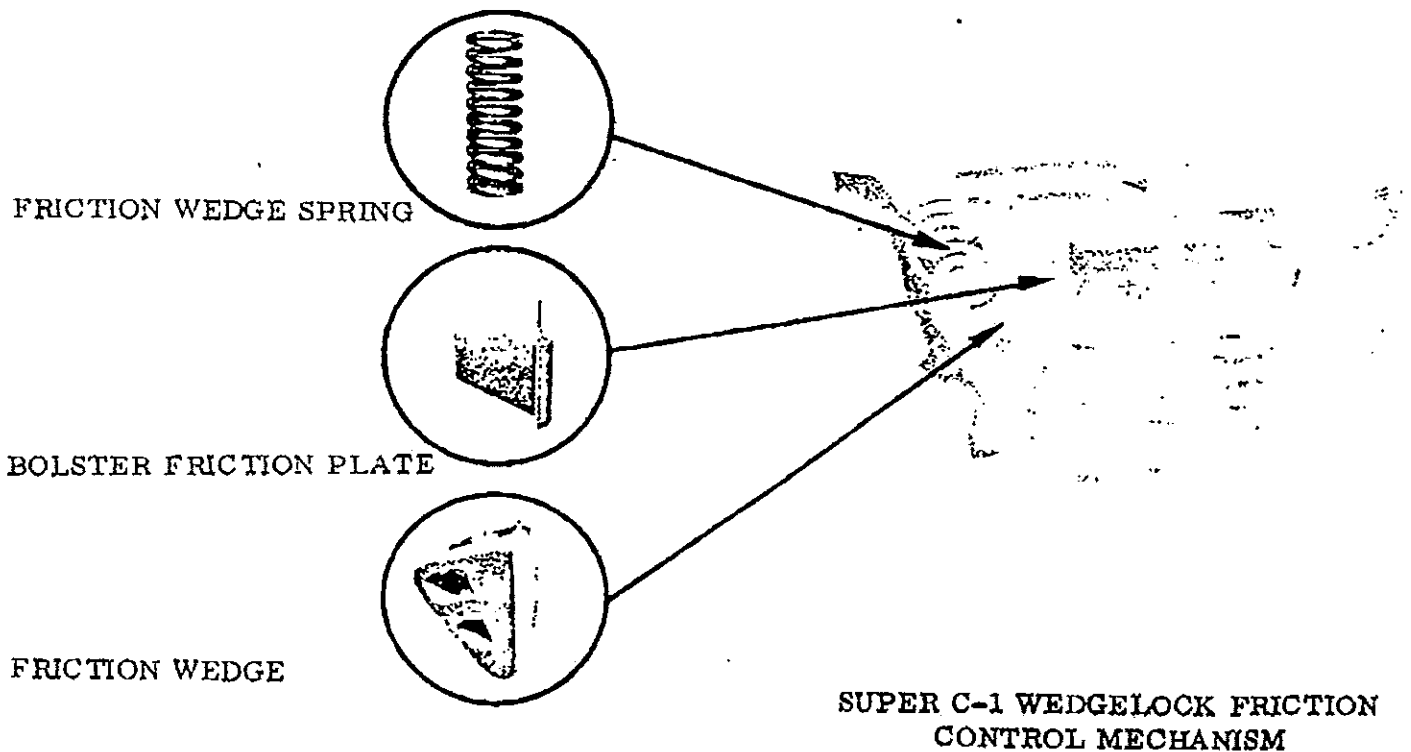 FRICTION WEDGE SPRING
BOLSTER FRICTION PLATE
FRICTION WEDGE
SUPER C-1 WEDGELOCK FRICTION
CONTROL MECHANISM